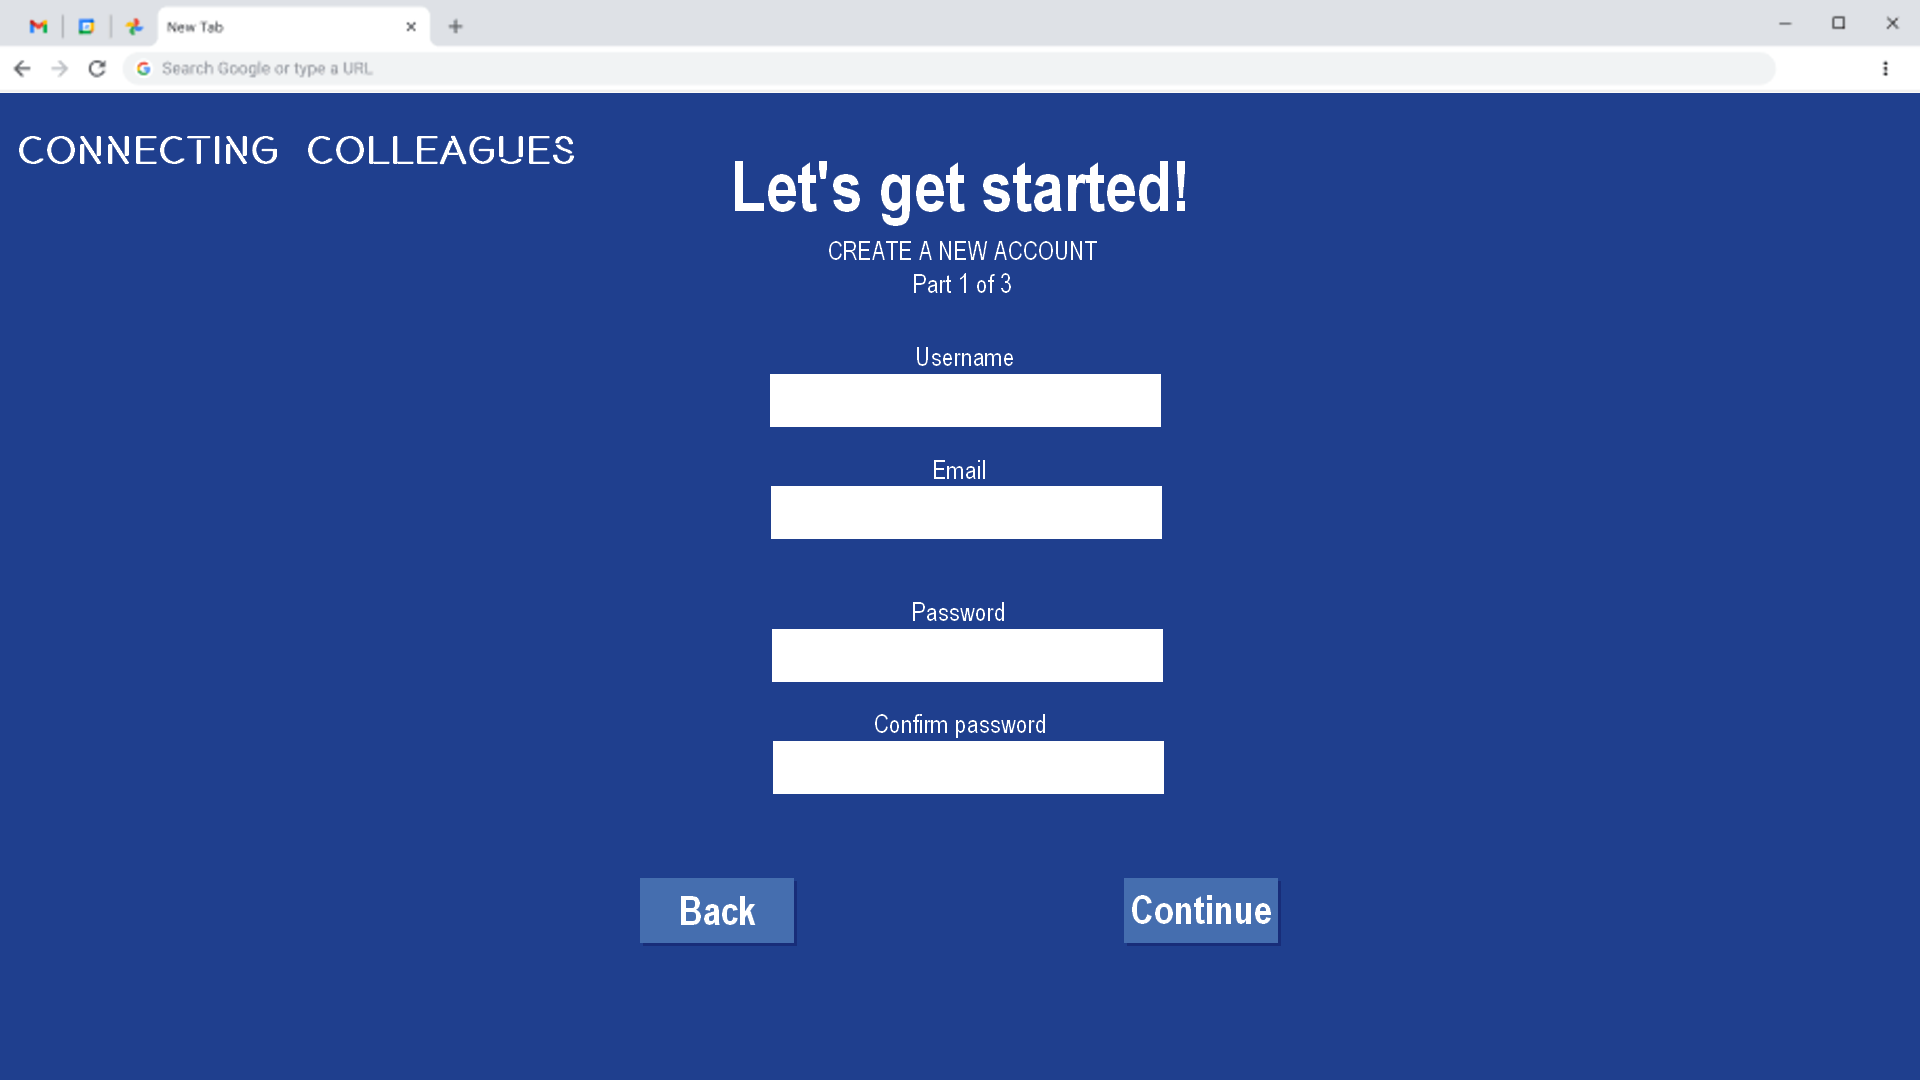 New Tab
Search Google or type a URL
CONNECTING COLLEAGUES
Let's get started!
CREATE A NEW ACCOUNT
Part 1 of 3
Username
Email
Password
Confirm password
Back
Continue